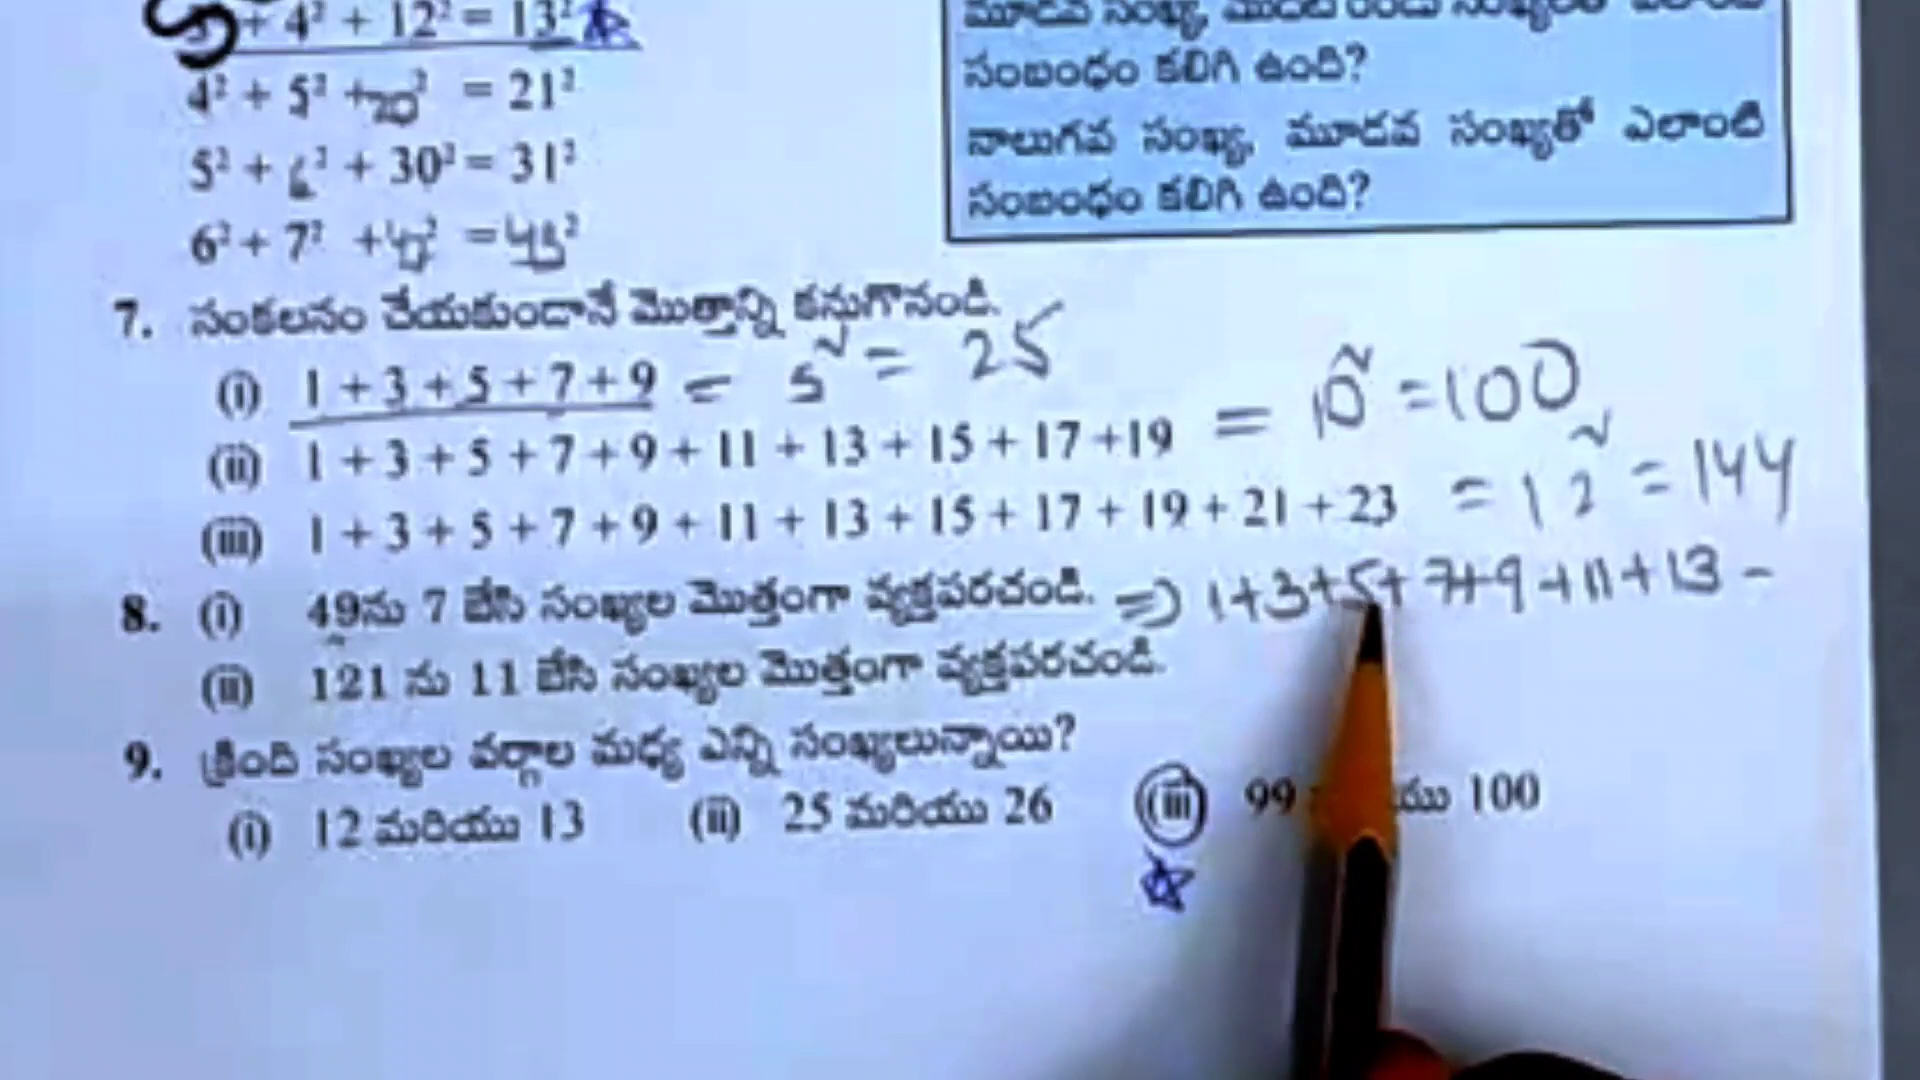 + 4² + 12² = 13²
4² + 5² + 20² = 21²
5² + 6² + 30² = 31²
6² + 7² + 42² = 43²
సంబంధం కలిగి ఉంది?
నాలుగవ సంఖ్య, మూడవ సంఖ్యతో ఎలాంటి
సంబంధం కలిగి ఉంది?
7. సంకలనం చేయకుండానే మొత్తాన్ని కనుగొనండి.
(i) 1 + 3 + 5 + 7 + 9 = 5² = 25
(ii) 1 + 3 + 5 + 7 + 9 + 11 + 13 + 15 + 17 +19 = 10² = 100
(iii) 1 + 3 + 5 + 7 + 9 + 11 + 13 + 15 + 17 + 19 + 21 + 23 = 12² = 144
8. (i) 49ను 7 బేసి సంఖ్యల మొత్తంగా వ్యక్తపరచండి. ⇒ 1+3+5+7+9+11+13 -
(ii) 121 ను 11 బేసి సంఖ్యల మొత్తంగా వ్యక్తపరచండి.
9. క్రింది సంఖ్యల వర్గాల మధ్య ఎన్ని సంఖ్యలున్నాయి?
(i) 12 మరియు 13 (ii) 25 మరియు 26 (iii) 99 యు 100